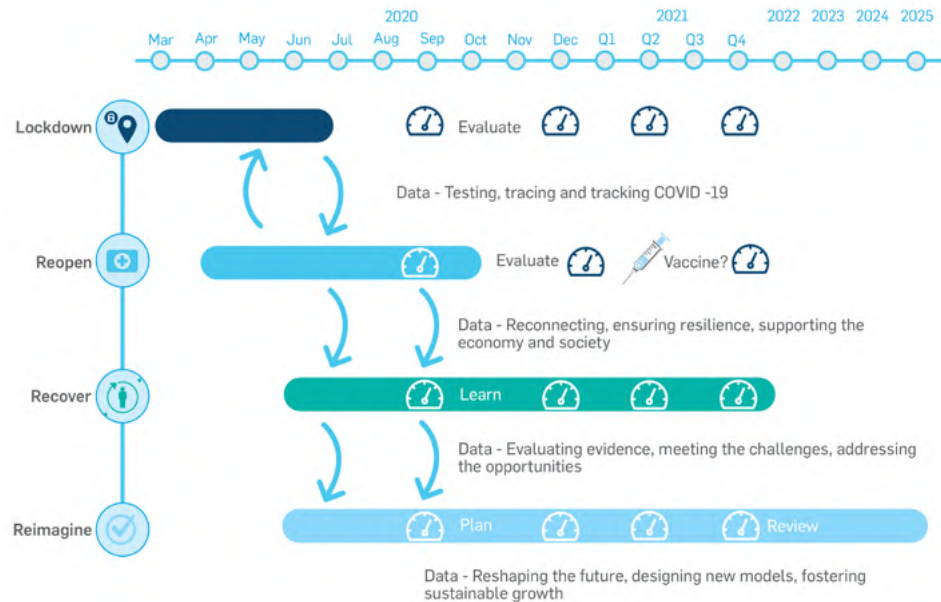 2020
2021
2022
2023
2024
2025
Mar
Apr
May
Jun
Jul
Aug
Sep
Oct
Nov
Dec
Q1
Q2
Q3
Q4
Lockdown
Evaluate
Data - Testing, tracing and tracking COVID -19
Reopen
Evaluate
Vaccine?
Data - Reconnecting, ensuring resilience, supporting the
economy and society
Recover
Learn
Data - Evaluating evidence, meeting the challenges, addressing
the opportunities
Reimagine
Plan
Review
Data - Reshaping the future, designing new models, fostering
sustainable growth